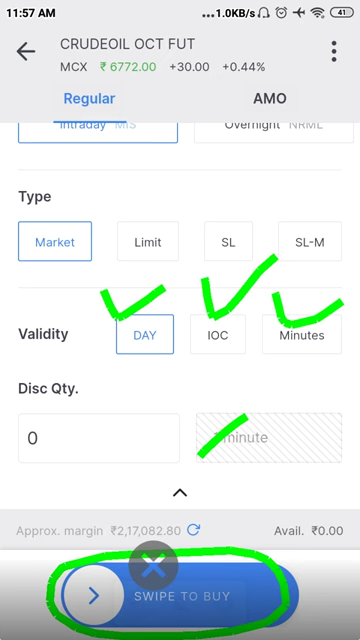 11:57 AM ...1.0KB/s 41
CRUDEOIL OCT FUT
MCX ₹ 6772.00 +30.00 +0.44%
Regular AMO
Intraday MIS Overnight NRML
Type
Market Limit SL SL-M
Validity DAY IOC Minutes
Disc Qty.
0 minute
Approx. margin ₹2,17,082.80 Avail. ₹0.00
SWIPE TO BUY